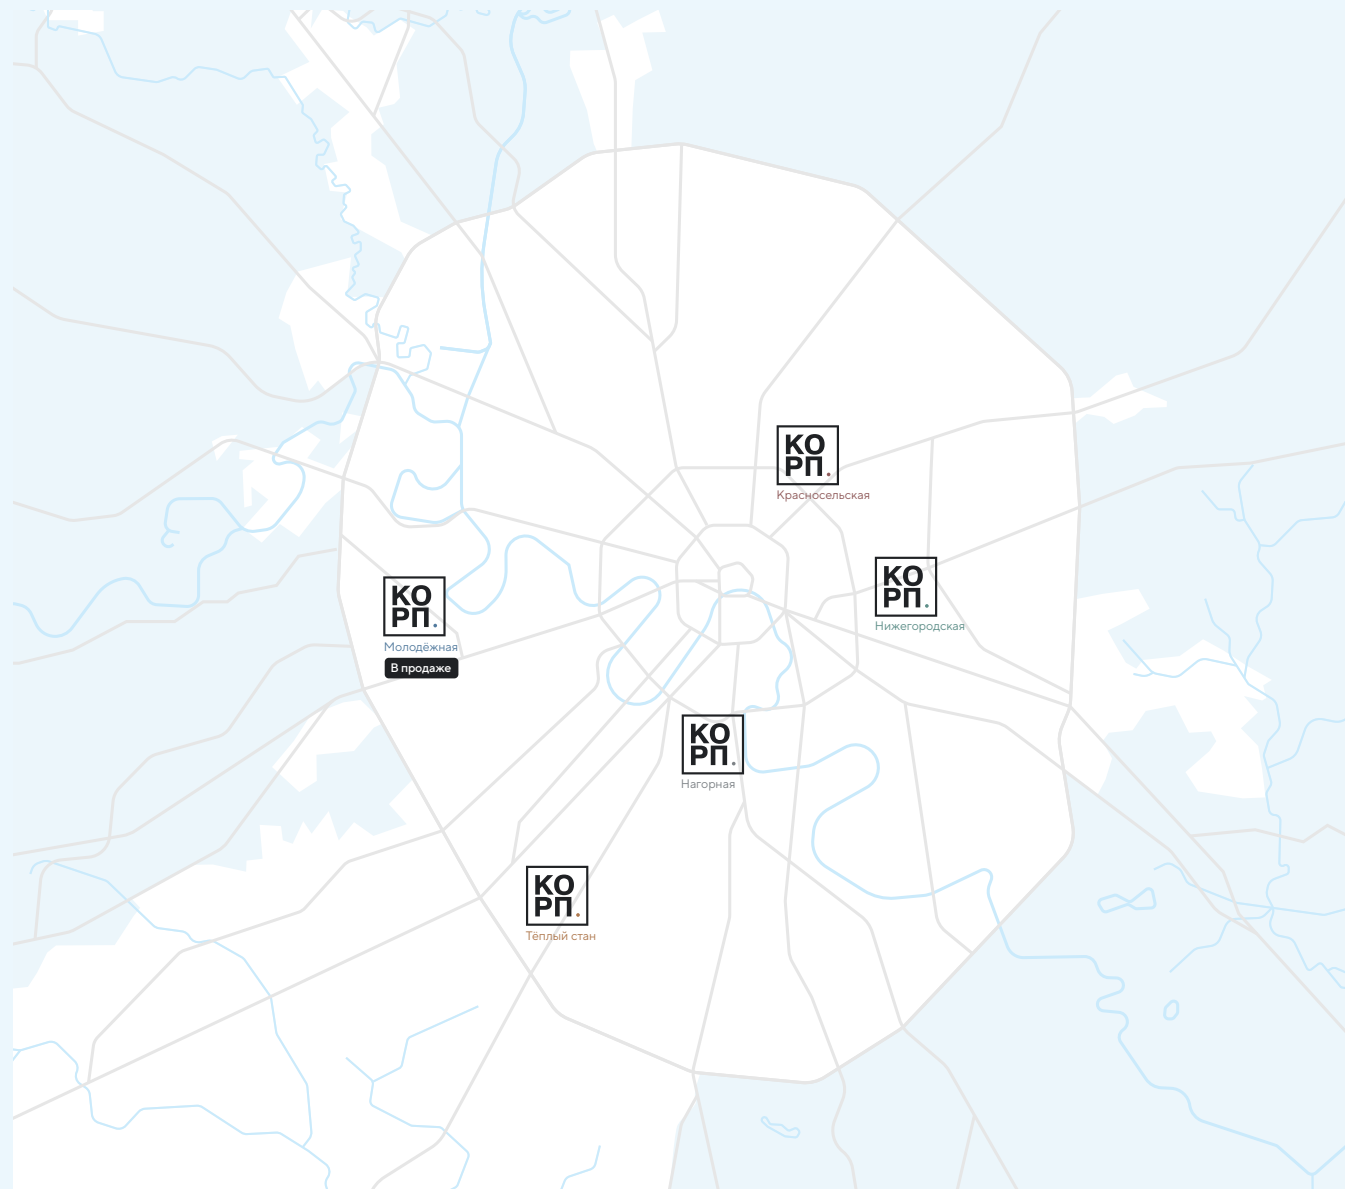 КО
РП.
Красносельская
КО
РП.
Нижегородская
КО
РП.
Молодёжная
В продаже
КО
РП.
Нагорная
КО
РП.
Тёплый стан